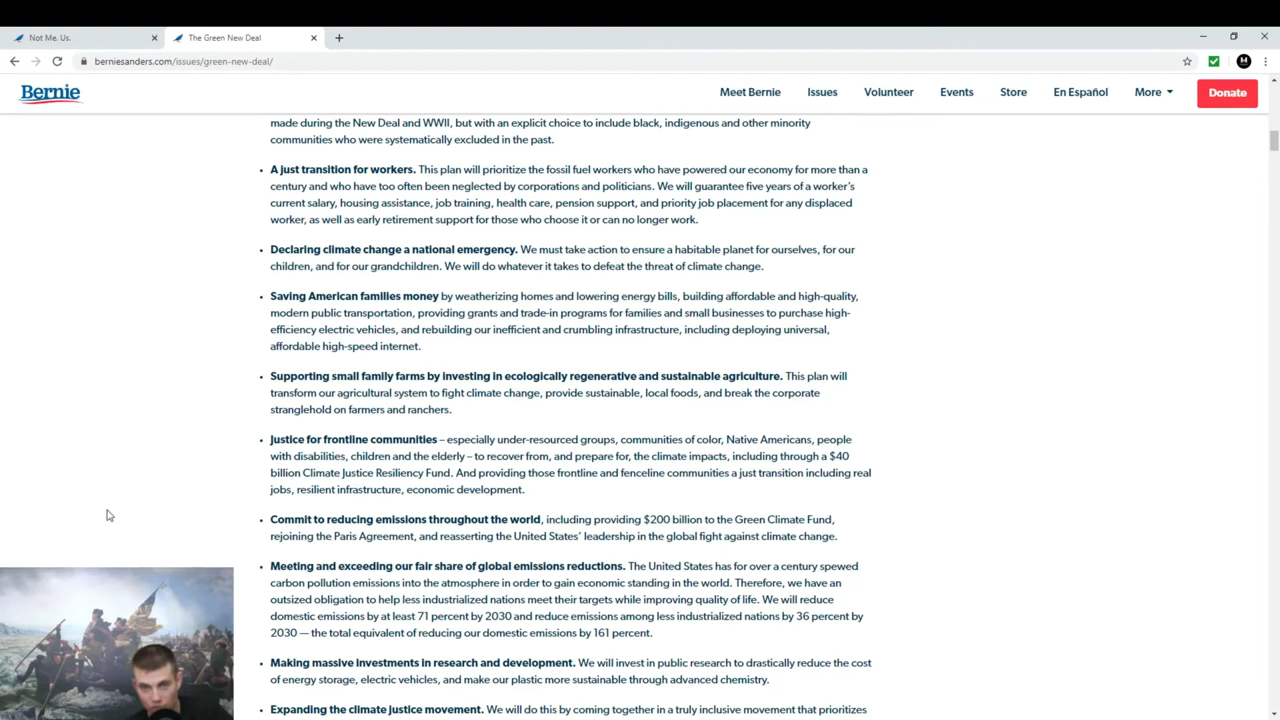 Not Me. Us.
The Green New Deal
berniesanders.com/issues/green-new-deal/
Bernie
Meet Bernie
Issues
Volunteer
Events
Store
En Español
More
Donate
made during the New Deal and WWII, but with an explicit choice to include black, indigenous and other minority
communities who were systematically excluded in the past.
A just transition for workers. This plan will prioritize the fossil fuel workers who have powered our economy for more than a
century and who have too often been neglected by corporations and politicians. We will guarantee five years of a worker's
current salary, housing assistance, job training, health care, pension support, and priority job placement for any displaced
worker, as well as early retirement support for those who choose it or can no longer work.
Declaring climate change a national emergency. We must take action to ensure a habitable planet for ourselves, for our
children, and for our grandchildren. We will do whatever it takes to defeat the threat of climate change.
Saving American families money by weatherizing homes and lowering energy bills, building affordable and high-quality,
modern public transportation, providing grants and trade-in programs for families and small businesses to purchase high-
efficiency electric vehicles, and rebuilding our inefficient and crumbling infrastructure, including deploying universal,
affordable high-speed internet.
Supporting small family farms by investing in ecologically regenerative and sustainable agriculture. This plan will
transform our agricultural system to fight climate change, provide sustainable, local foods, and break the corporate
stranglehold on farmers and ranchers.
Justice for frontline communities – especially under-resourced groups, communities of color, Native Americans, people
with disabilities, children and the elderly – to recover from, and prepare for, the climate impacts, including through a $40
billion Climate Justice Resiliency Fund. And providing those frontline and fenceline communities a just transition including real
jobs, resilient infrastructure, economic development.
Commit to reducing emissions throughout the world, including providing $200 billion to the Green Climate Fund,
rejoining the Paris Agreement, and reasserting the United States' leadership in the global fight against climate change.
Meeting and exceeding our fair share of global emissions reductions. The United States has for over a century spewed
carbon pollution emissions into the atmosphere in order to gain economic standing in the world. Therefore, we have an
outsized obligation to help less industrialized nations meet their targets while improving quality of life. We will reduce
domestic emissions by at least 71 percent by 2030 and reduce emissions among less industrialized nations by 36 percent by
2030 — the total equivalent of reducing our domestic emissions by 161 percent.
Making massive investments in research and development. We will invest in public research to drastically reduce the cost
of energy storage, electric vehicles, and make our plastic more sustainable through advanced chemistry.
Expanding the climate justice movement. We will do this by coming together in a truly inclusive movement that prioritizes